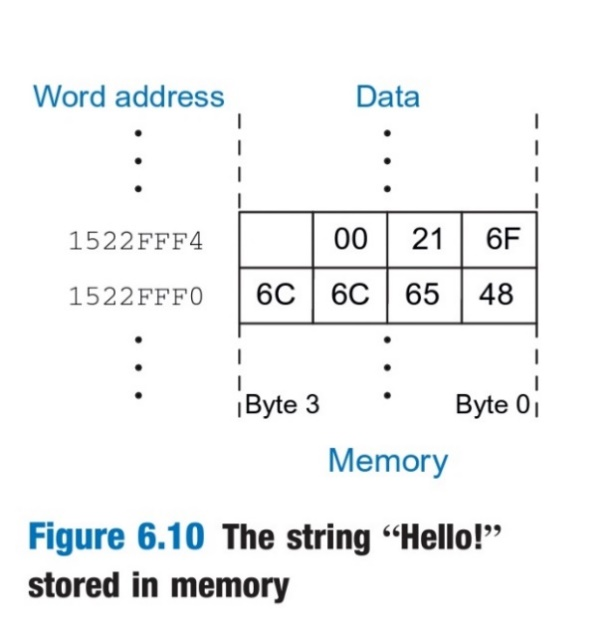 Word address Data
1522FFF4 00 21 6F
1522FFF0 6C 6C 65 48
Byte 3 Byte 0
Memory
Figure 6.10 The string “Hello!”
stored in memory